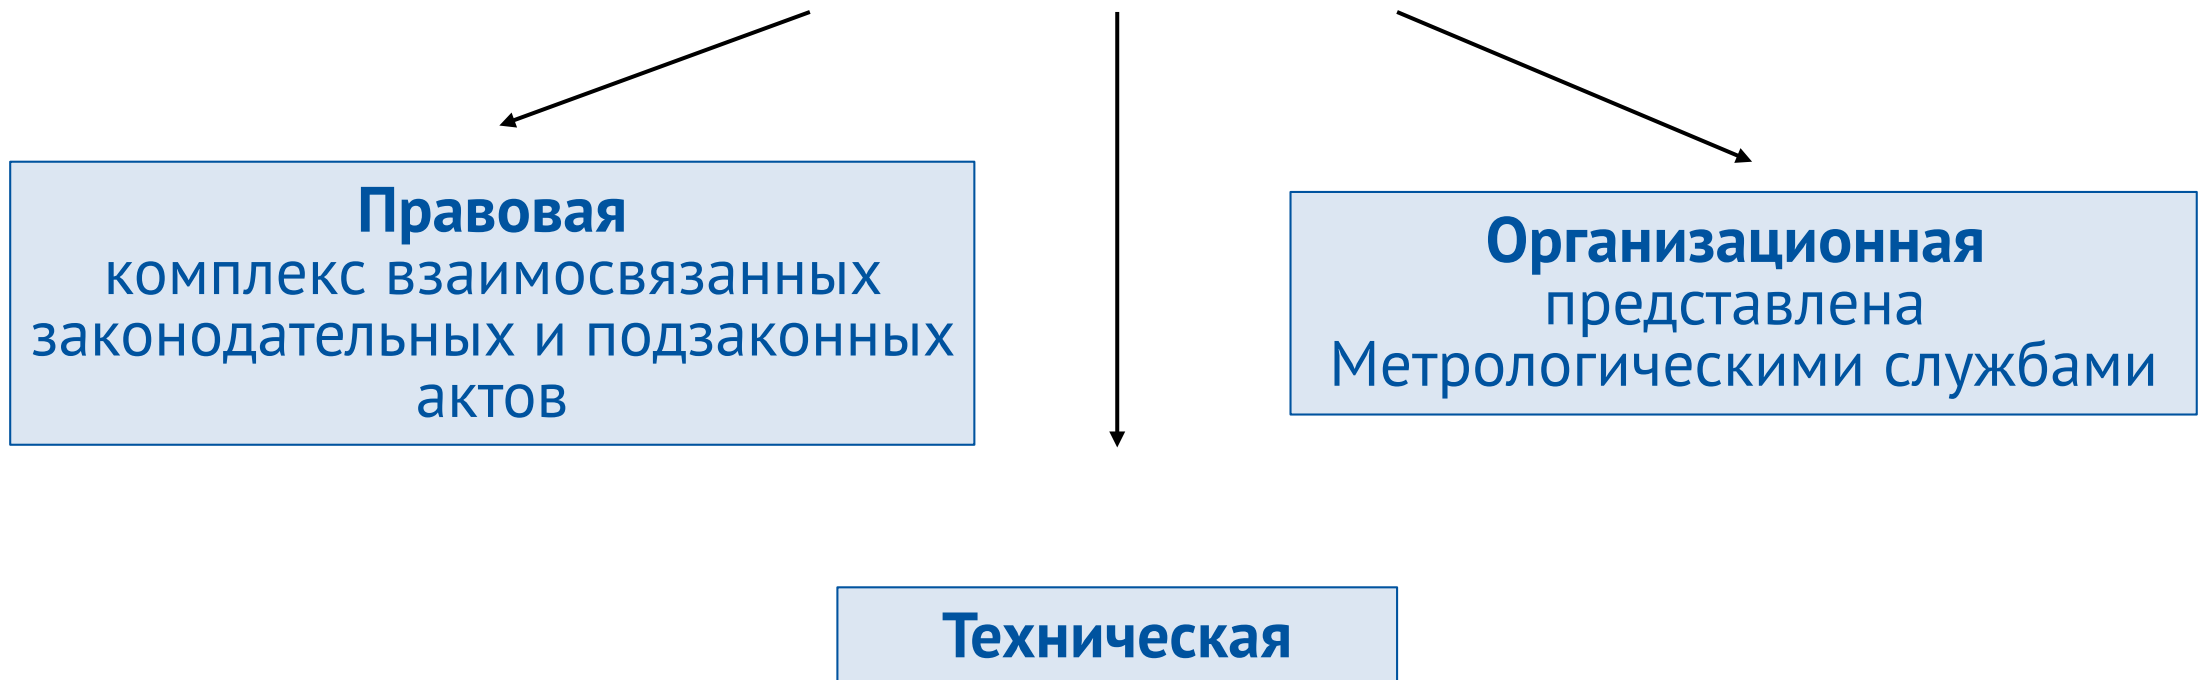 Правовая
комплекс взаимосвязанных
законодательных и подзаконных
актов
Организационная
представлена
Метрологическими службами
Техническая